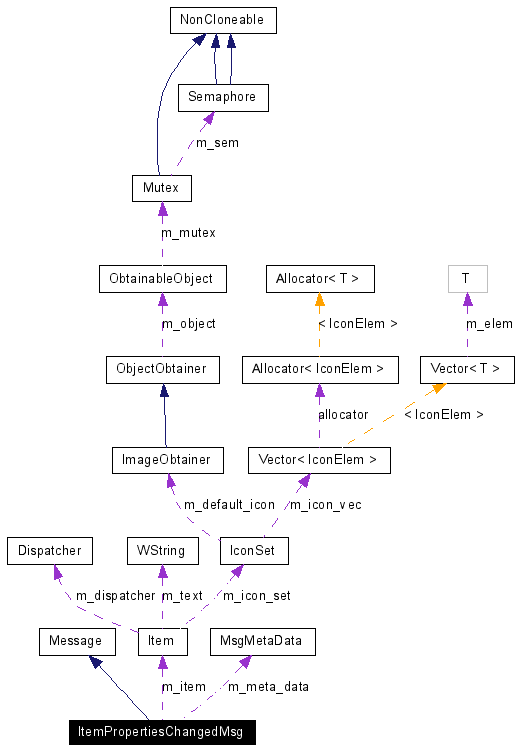 NonCloneable
Semaphore
m_sem
Mutex
m_mutex
ObtainableObject
Allocator< T >
T
m_object
< IconElem >
m_elem
ObjectObtainer
Allocator< IconElem >
Vector< T >
allocator
< IconElem >
ImageObtainer
Vector< IconElem >
m_default_icon
m_icon_vec
Dispatcher
WString
IconSet
m_dispatcher
m_text
m_icon_set
Message
Item
MsgMetaData
m_item
m_meta_data
ItemPropertiesChangedMsg